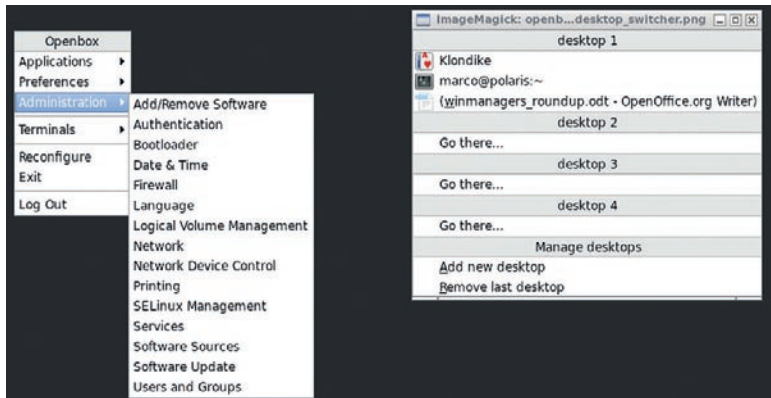 Openbox
Applications
Preferences
Administration
Terminals
Reconfigure
Exit
Log Out
Add/Remove Software
Authentication
Bootloader
Date & Time
Firewall
Language
Logical Volume Management
Network
Network Device Control
Printing
SELinux Management
Services
Software Sources
Software Update
Users and Groups
ImageMagick: openb...desktop_switcher.png
desktop 1
Klondike
marco@polaris:~
(winmanagers_roundup.odt - OpenOffice.org Writer)
desktop 2
Go there...
desktop 3
Go there...
desktop 4
Go there...
Manage desktops
Add new desktop
Remove last desktop